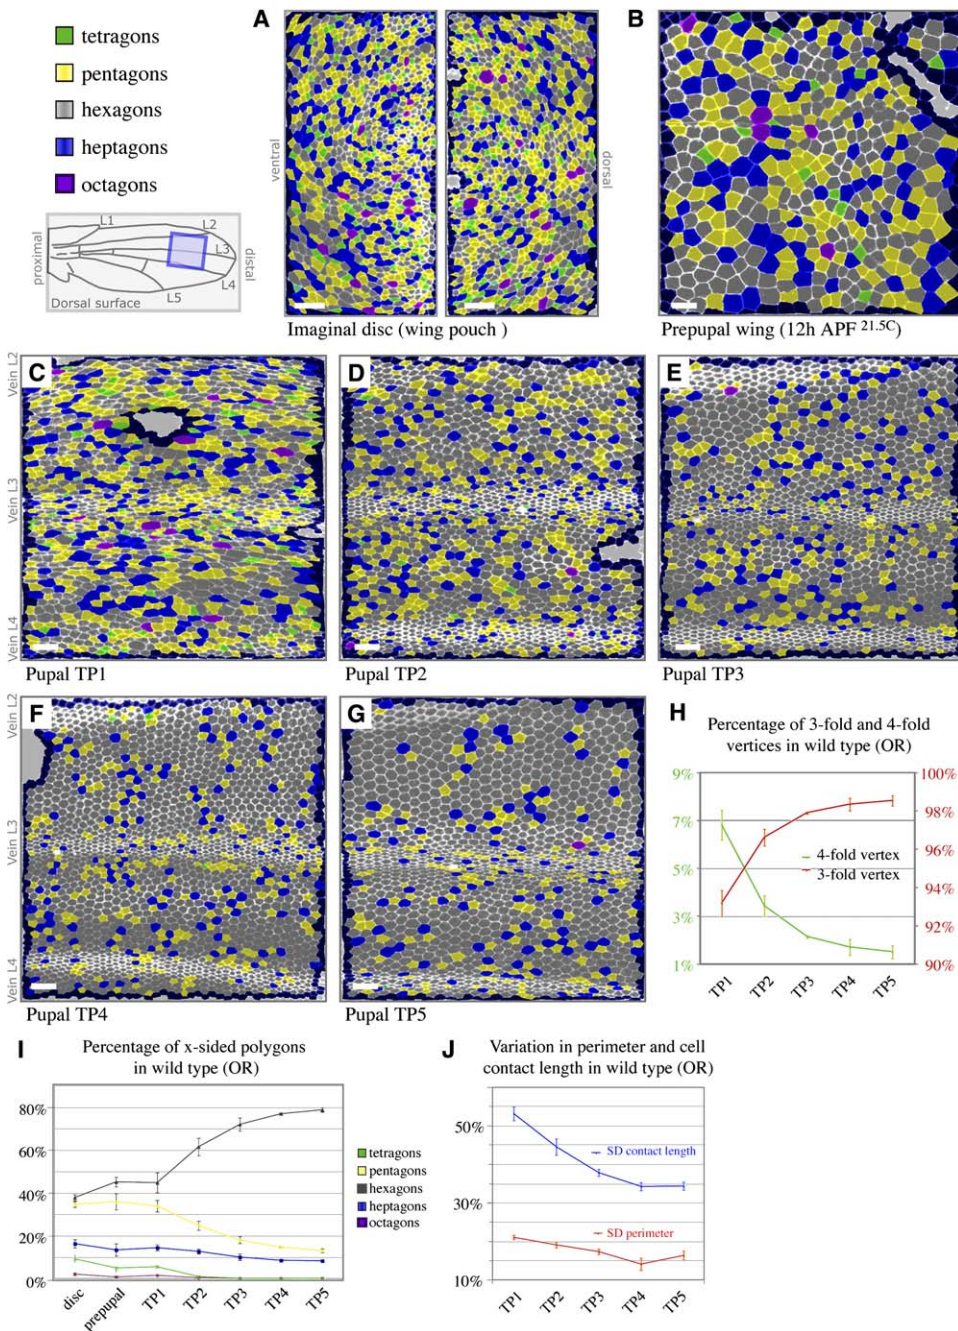 tetragons
pentagons
hexagons
heptagons
octagons
L1
L2
L3
L4
L5
proximal
distal
Dorsal surface
A
ventral
dorsal
Imaginal disc (wing pouch )
B
Prepupal wing (12h APF 21.5C)
C
Vein L2
Vein L3
Vein L4
Pupal TP1
D
Pupal TP2
E
Pupal TP3
F
Vein L2
Vein L3
Vein L4
Pupal TP4
G
Pupal TP5
H
Percentage of 3-fold and 4-fold
vertices in wild type (OR)
9%
7%
5%
3%
1%
100%
98%
96%
94%
92%
90%
4-fold vertex
3-fold vertex
TP1
TP2
TP3
TP4
TP5
I
Percentage of x-sided polygons
in wild type (OR)
80%
60%
40%
20%
0%
disc
prepupal
TP1
TP2
TP3
TP4
TP5
tetragons
pentagons
hexagons
heptagons
octagons
J
Variation in perimeter and cell
contact length in wild type (OR)
50%
30%
10%
SD contact length
SD perimeter
TP1
TP2
TP3
TP4
TP5